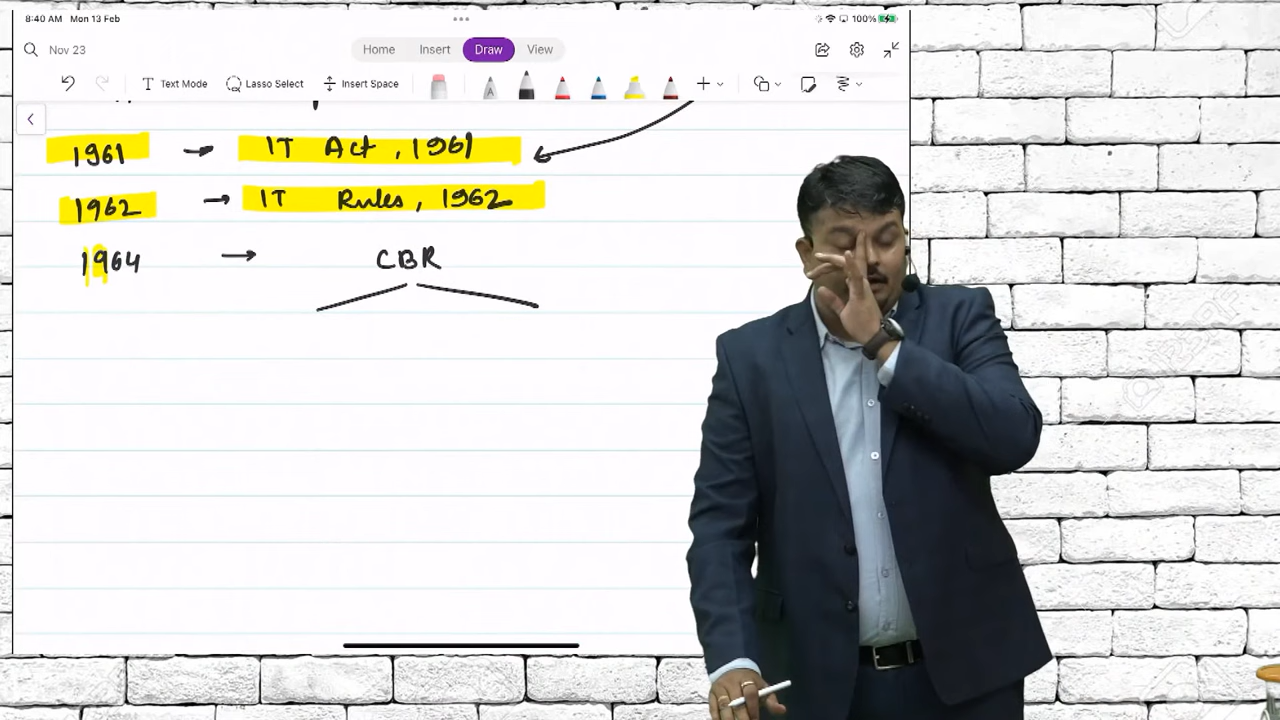 8:40 AM Mon 13 Feb
100%
Nov 23
Home Insert Draw View
Text Mode Lasso Select Insert Space
1961 → IT Act, 1961
1962 → IT Rules, 1962
1964 → CBR